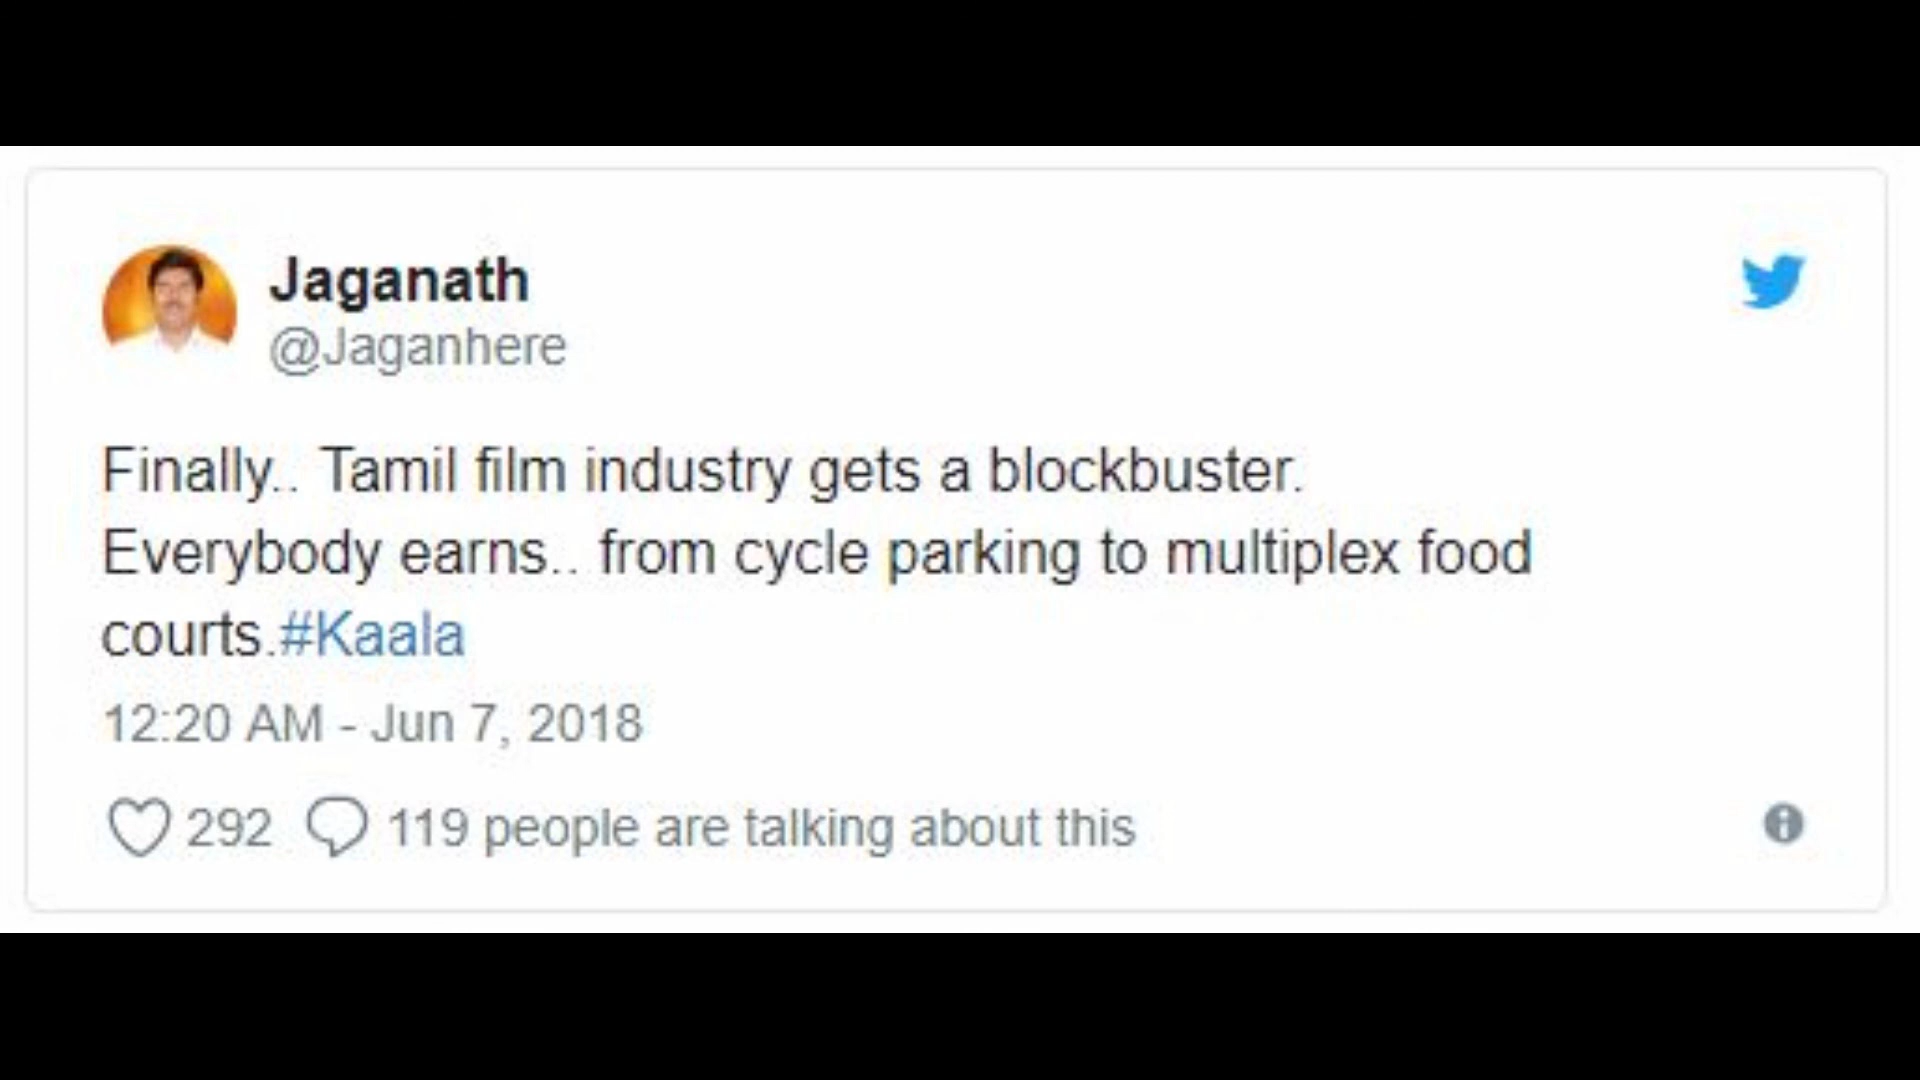 Jaganath
@Jaganhere
Finally.. Tamil film industry gets a blockbuster.
Everybody earns.. from cycle parking to multiplex food
courts.#Kaala
12:20 AM - Jun 7, 2018
292 119 people are talking about this